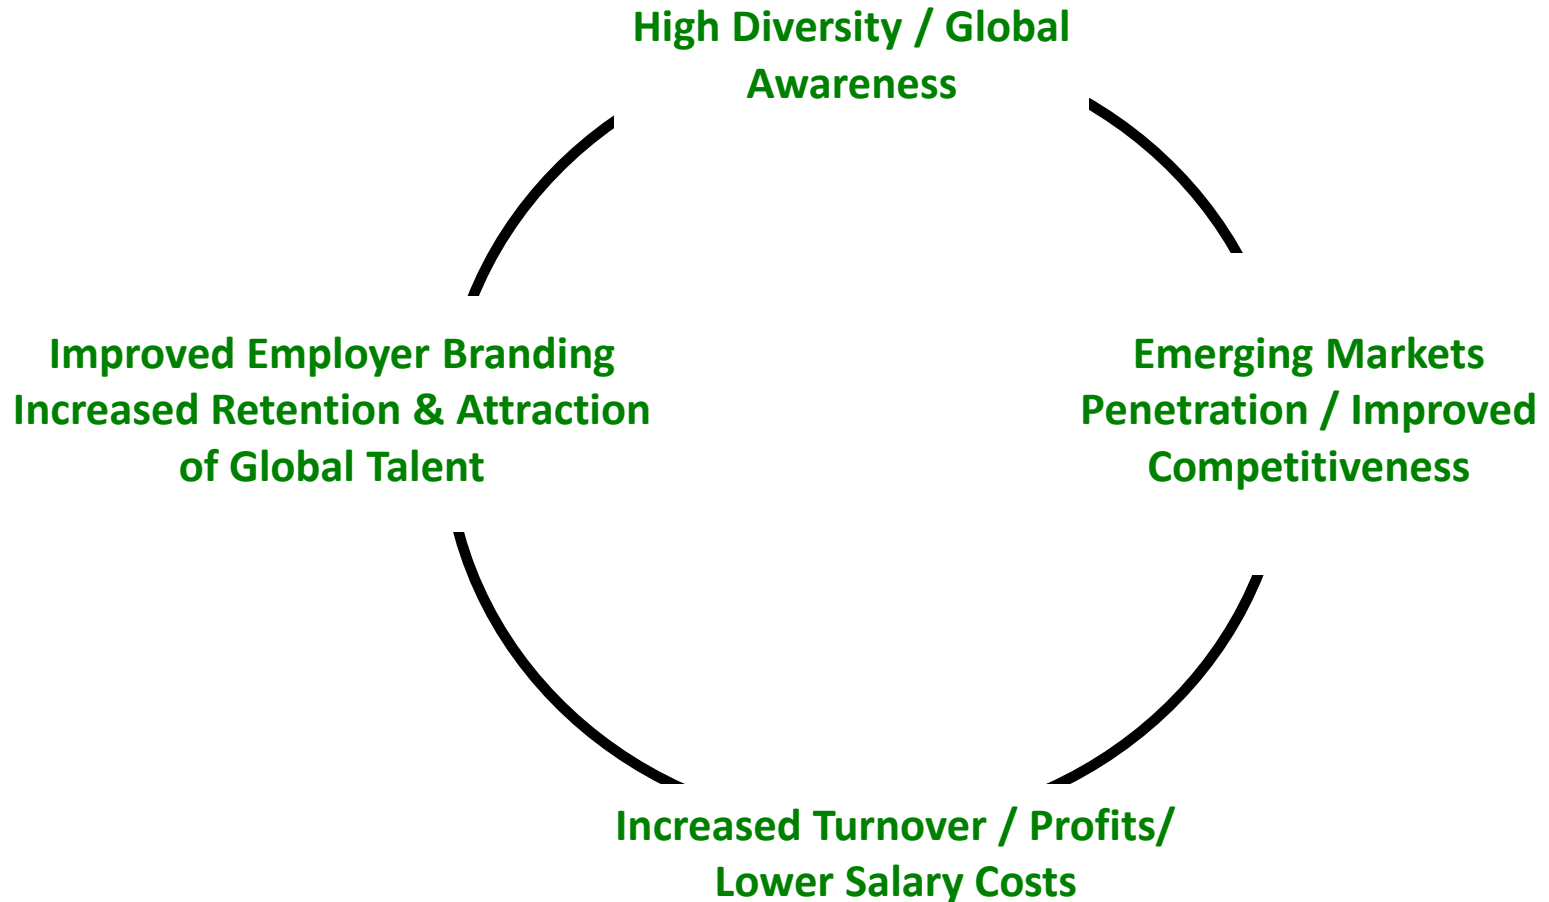 High Diversity / Global
Awareness
Improved Employer Branding
Increased Retention & Attraction
of Global Talent
Emerging Markets
Penetration / Improved
Competitiveness
Increased Turnover / Profits/
Lower Salary Costs